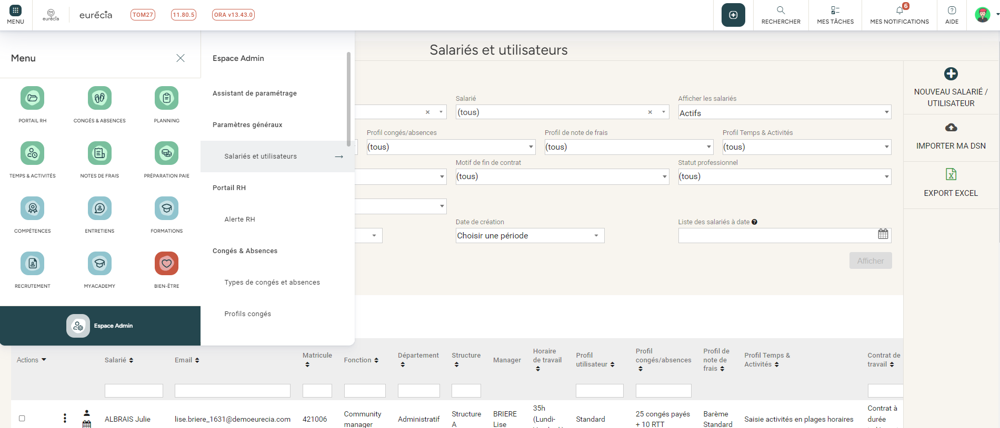 MENU
eurécia
eurécia
TOM27
11.80.5
ORA v13.43.0
RECHERCHER
MES TÂCHES
6
MES NOTIFICATIONS
AIDE
Menu
PORTAIL RH
CONGÉS & ABSENCES
PLANNING
TEMPS & ACTIVITÉS
NOTES DE FRAIS
PRÉPARATION PAIE
COMPÉTENCES
ENTRETIENS
FORMATIONS
RECRUTEMENT
MYACADEMY
BIEN-ÊTRE
Espace Admin
Espace Admin
Assistant de paramétrage
Paramètres généraux
Salariés et utilisateurs →
Portail RH
Alerte RH
Congés & Absences
Types de congés et absences
Profils congés
Salariés et utilisateurs
Salarié
(tous)
Afficher les salariés
Actifs
Profil congés/absences
(tous)
Profil de note de frais
(tous)
Profil Temps & Activités
(tous)
Motif de fin de contrat
(tous)
Statut professionnel
(tous)
Date de création
Choisir une période
Liste des salariés à date
Afficher
NOUVEAU SALARIÉ /
UTILISATEUR
IMPORTER MA DSN
EXPORT EXCEL
Actions
Salarié
Email
Matricule
Fonction
Département
Structure
Manager
Horaire
de travail
Profil
utilisateur
Profil
congés/absences
Profil de
note de
frais
Profil Temps &
Activités
Contrat de
travail
ALBRAIS Julie
lise.briere_1631@demoeurecia.com
421006
Community
manager
Administratif
Structure
A
BRIERE
Lise
35h
(Lundi-
Standard
25 congés payés
+ 10 RTT
Barème
Standard
Saisie activités en plages horaires
Contrat à
durée